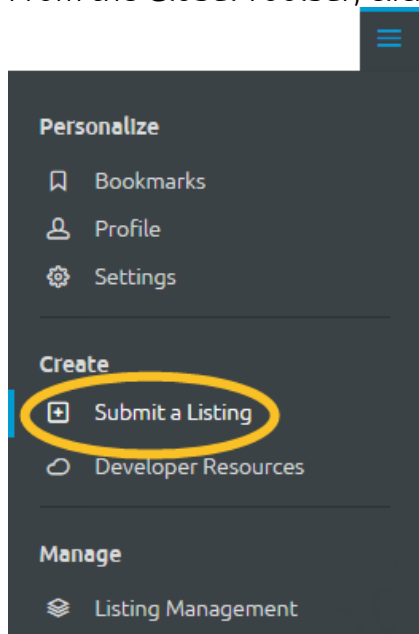 Personalize
Bookmarks
Profile
Settings
Create
Submit a Listing
Developer Resources
Manage
Listing Management